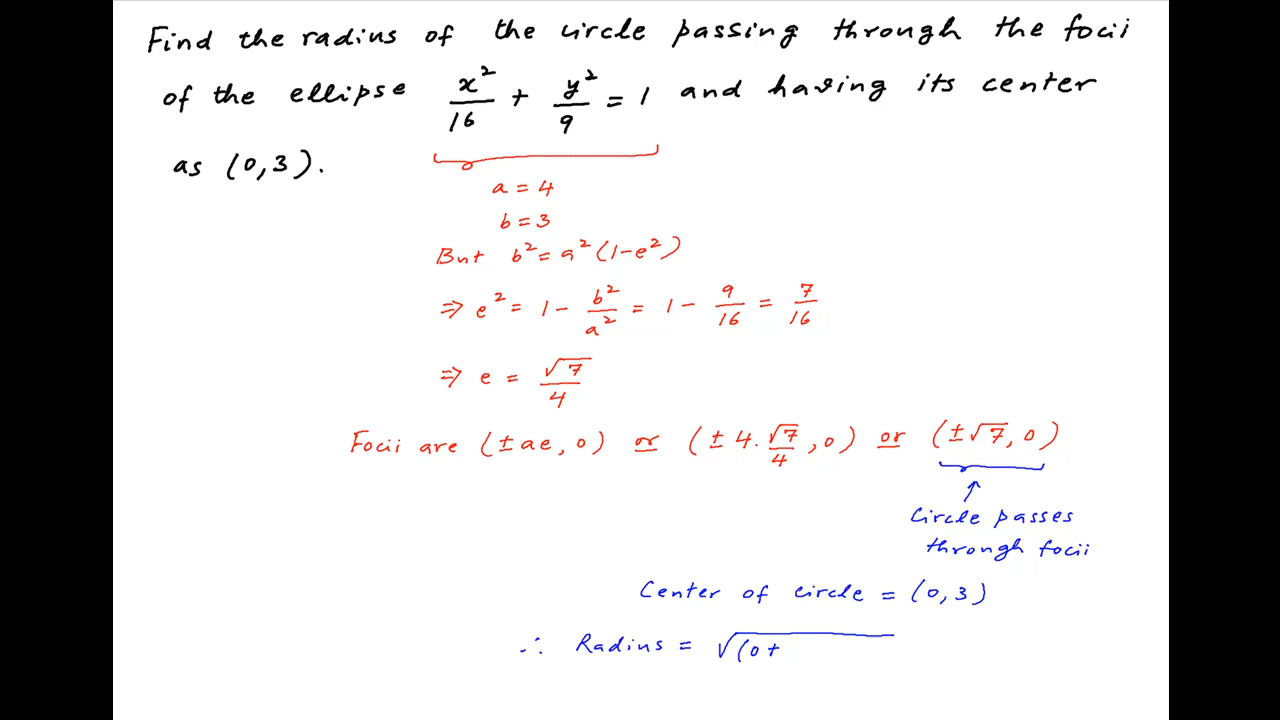 Find the radius of the circle passing through the focii
of the ellipse x²/16 + y²/9 = 1 and having its center
as (0,3).
a = 4
b = 3
But b² = a² (1-e²)
⇒ e² = 1 - b²/a² = 1 - 9/16 = 7/16
⇒ e = √7/4
Focii are (±ae, 0) or (± 4. √7/4, 0) or (±√7, 0)
Circle passes
through focii
Center of circle = (0,3)
∴ Radius = √(0+